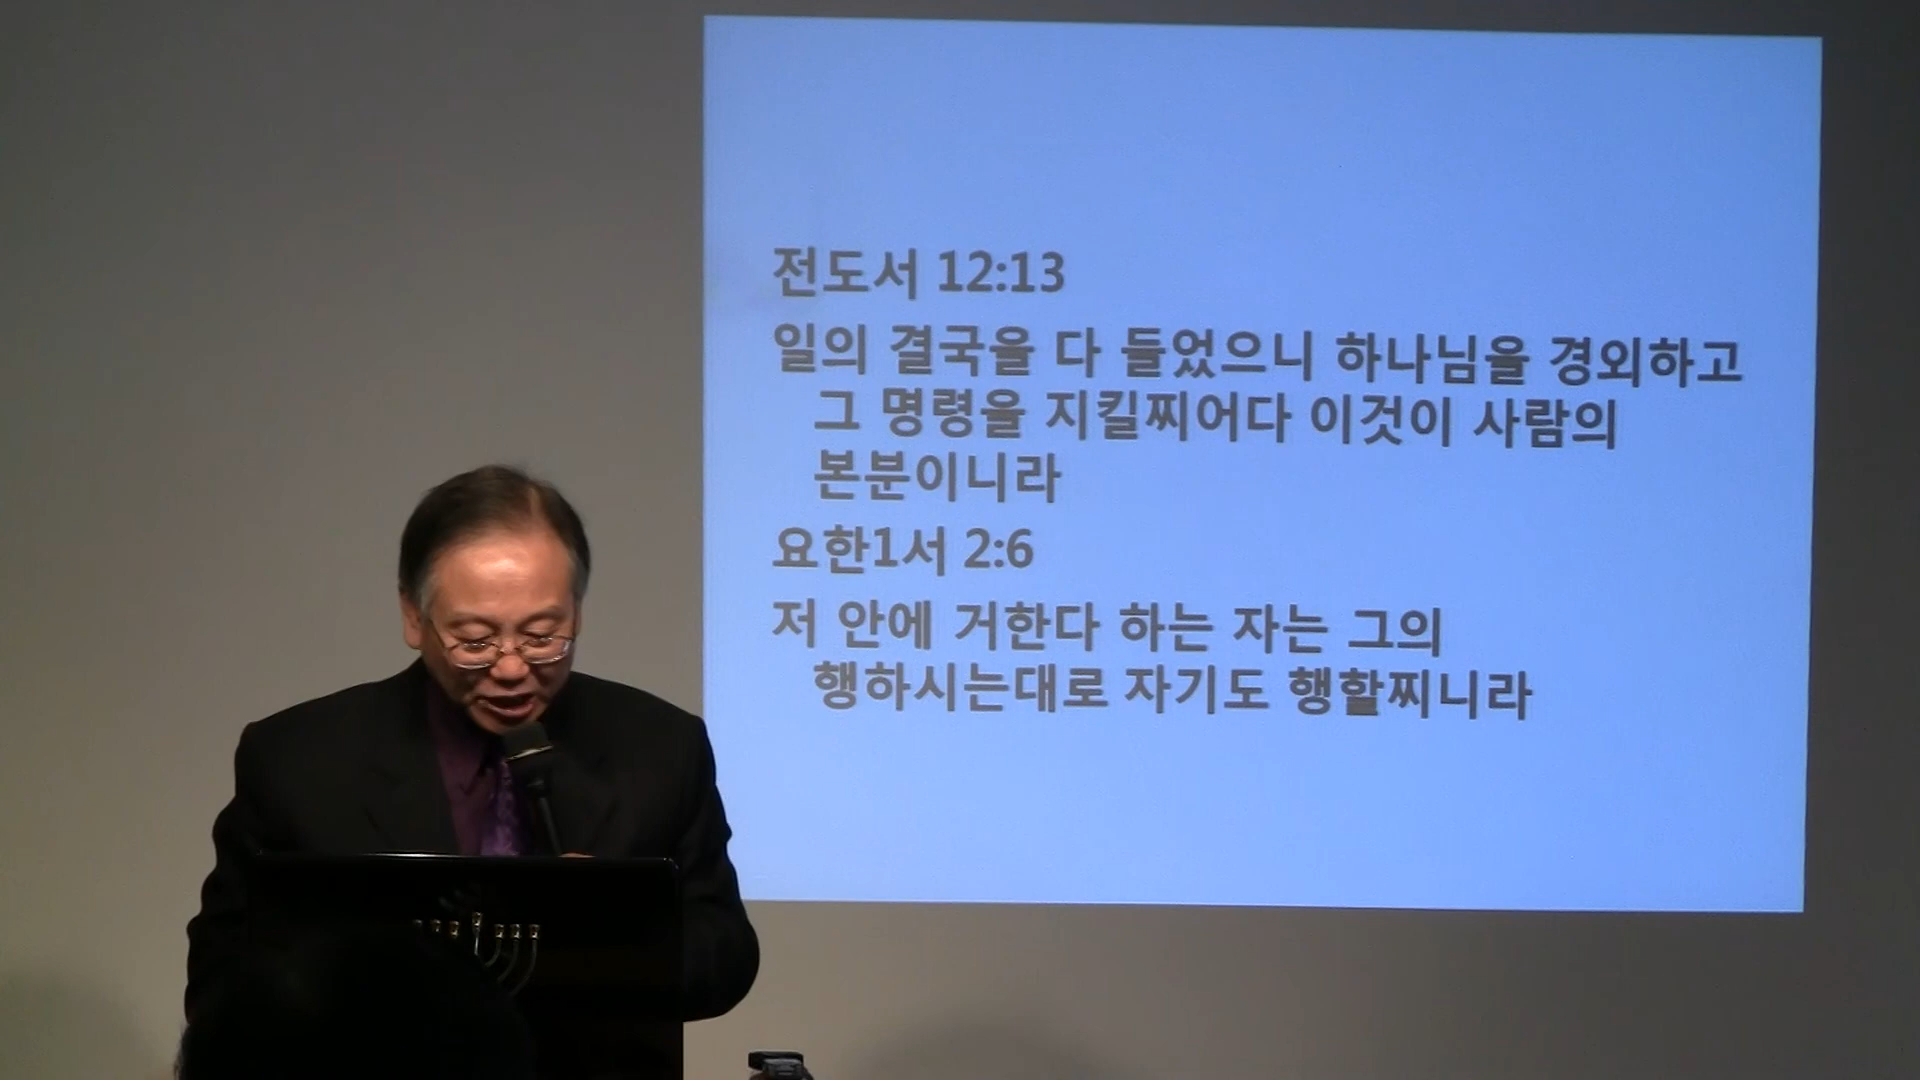 전도서 12:13
일의 결국을 다 들었으니 하나님을 경외하고
그 명령을 지킬찌어다 이것이 사람의
본분이니라
요한1서 2:6
저 안에 거한다 하는 자는 그의
행하시는대로 자기도 행할찌니라